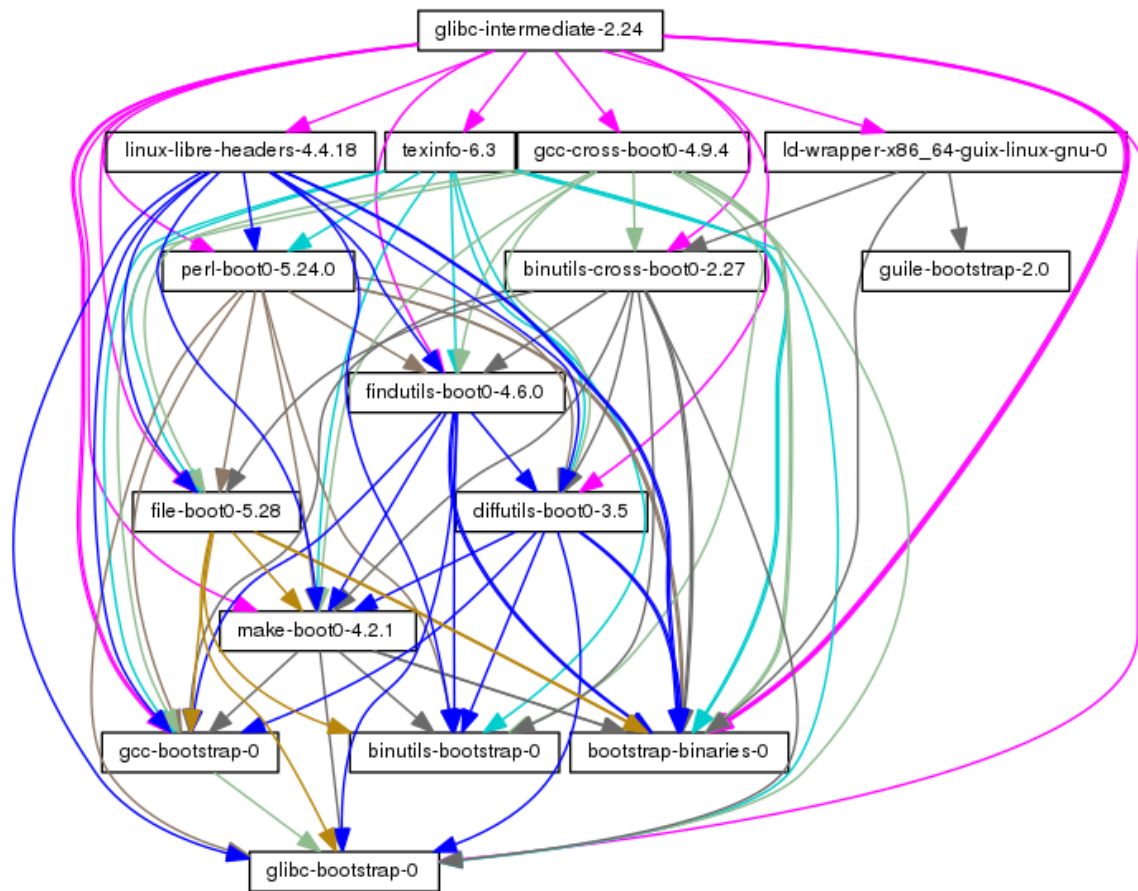 glibc-intermediate-2.24
linux-libre-headers-4.4.18
texinfo-6.3
gcc-cross-boot0-4.9.4
ld-wrapper-x86_64-guix-linux-gnu-0
perl-boot0-5.24.0
binutils-cross-boot0-2.27
guile-bootstrap-2.0
findutils-boot0-4.6.0
file-boot0-5.28
diffutils-boot0-3.5
make-boot0-4.2.1
gcc-bootstrap-0
binutils-bootstrap-0
bootstrap-binaries-0
glibc-bootstrap-0